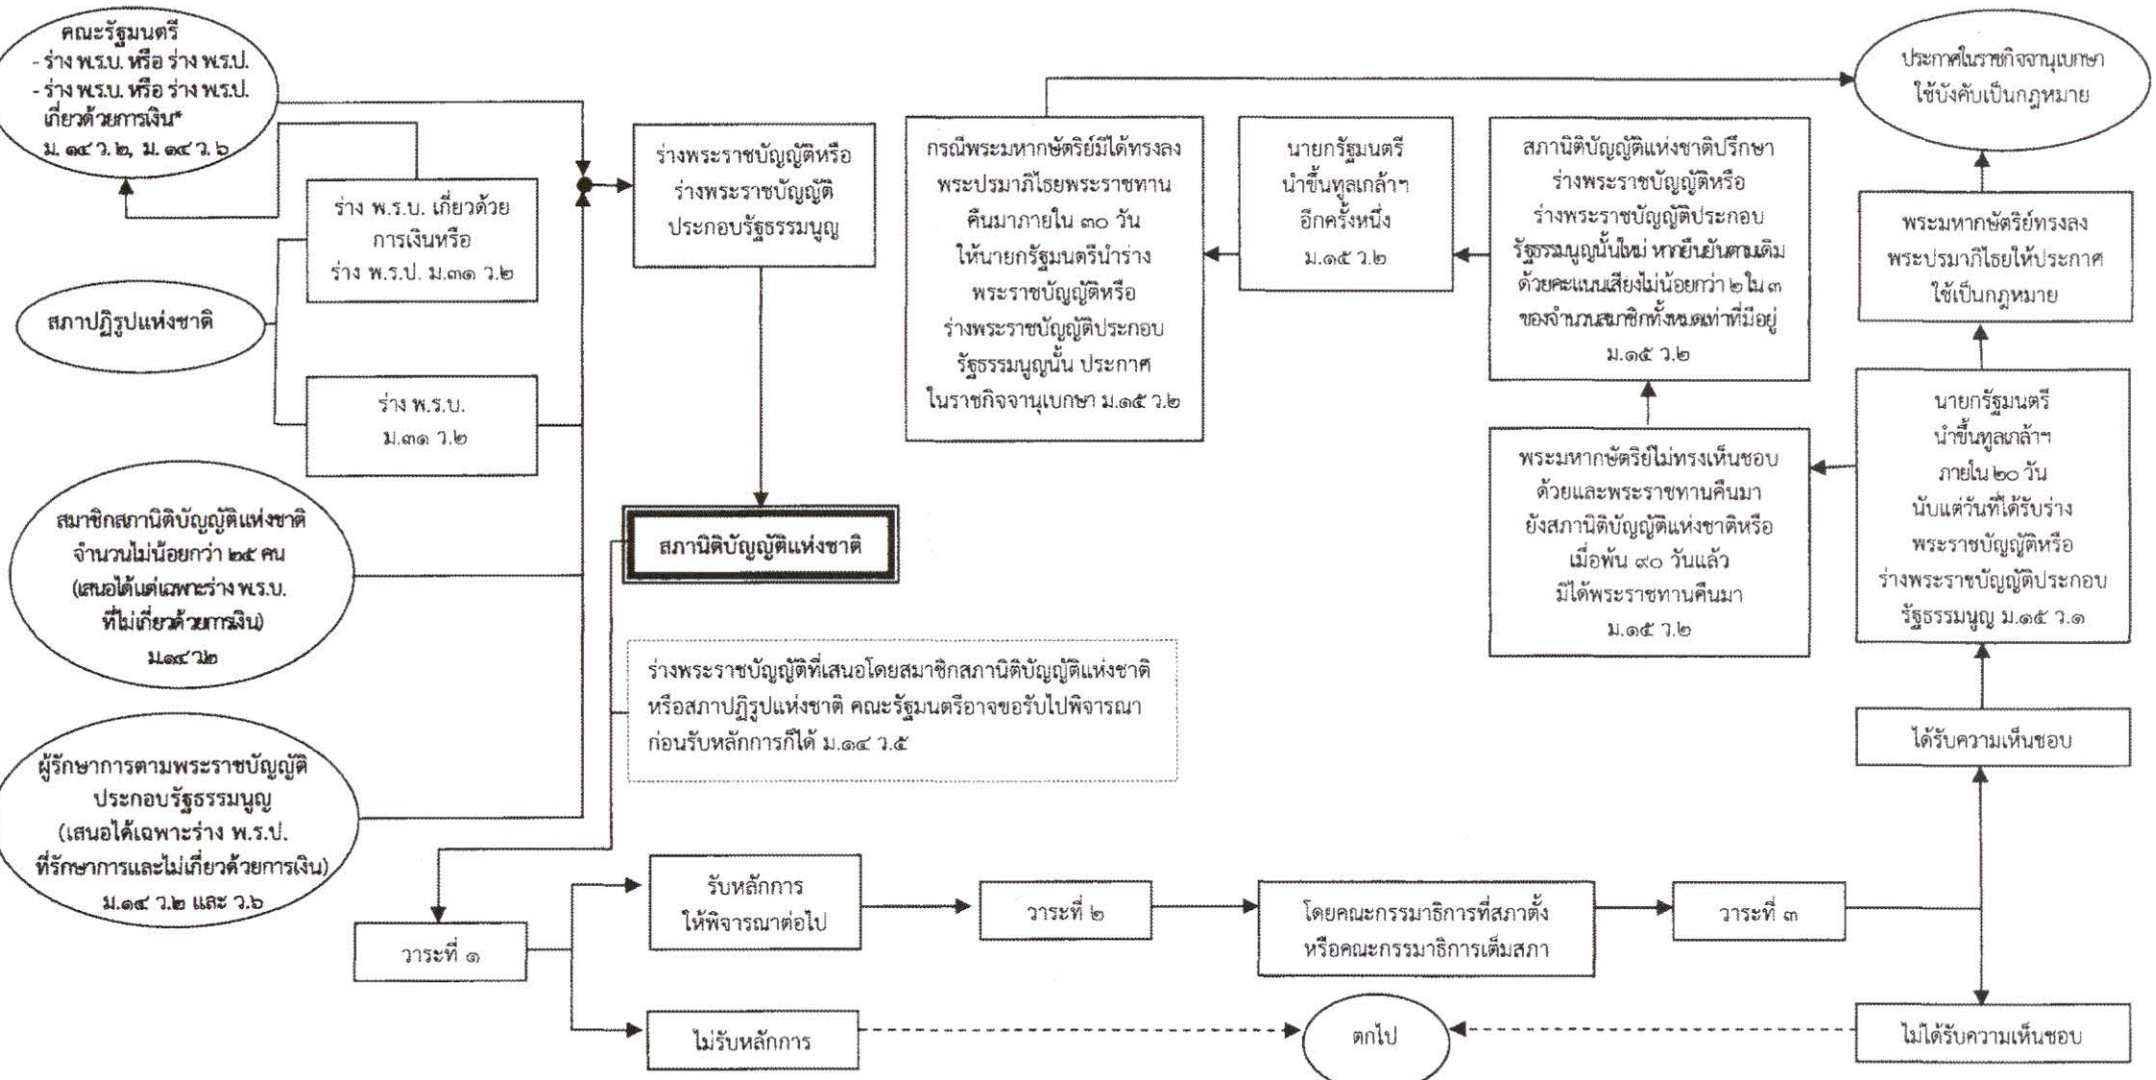 คณะรัฐมนตรี
- ร่าง พ.ร.บ. หรือ ร่าง พ.ร.ป.
- ร่าง พ.ร.บ. หรือ ร่าง พ.ร.ป.
เกี่ยวด้วยการเงิน*
ม. ๑๔ ว. ๒, ม. ๑๔ ว. ๖
ร่าง พ.ร.บ. เกี่ยวด้วย
การเงินหรือ
ร่าง พ.ร.ป. ม.๓๑ ว.๒
สภาปฏิรูปแห่งชาติ
ร่าง พ.ร.บ.
ม.๓๑ ว.๒
สมาชิกสภานิติบัญญัติแห่งชาติ
จำนวนไม่น้อยกว่า ๒๕ คน
(เสนอได้แต่เฉพาะร่าง พ.ร.บ.
ที่ไม่เกี่ยวด้วยการเงิน)
ม.๑๔ ว.๒
ผู้รักษาการตามพระราชบัญญัติ
ประกอบรัฐธรรมนูญ
(เสนอได้เฉพาะร่าง พ.ร.ป.
ที่รักษาการและไม่เกี่ยวด้วยการเงิน)
ม.๑๔ ว.๒ และ ว.๖
ร่างพระราชบัญญัติหรือ
ร่างพระราชบัญญัติ
ประกอบรัฐธรรมนูญ
สภานิติบัญญัติแห่งชาติ
ร่างพระราชบัญญัติที่เสนอโดยสมาชิกสภานิติบัญญัติแห่งชาติ
หรือสภาปฏิรูปแห่งชาติ คณะรัฐมนตรีอาจขอรับไปพิจารณา
ก่อนรับหลักการก็ได้ ม.๑๔ ว.๕
วาระที่ ๑
รับหลักการ
ให้พิจารณาต่อไป
ไม่รับหลักการ
วาระที่ ๒
โดยคณะกรรมาธิการที่สภาตั้ง
หรือคณะกรรมาธิการเต็มสภา
วาระที่ ๓
ตกไป
ไม่ได้รับความเห็นชอบ
ได้รับความเห็นชอบ
นายกรัฐมนตรี
นำขึ้นทูลเกล้าฯ
ภายใน ๒๐ วัน
นับแต่วันที่ได้รับร่าง
พระราชบัญญัติหรือ
ร่างพระราชบัญญัติประกอบ
รัฐธรรมนูญ ม.๑๕ ว.๑
พระมหากษัตริย์ทรงลง
พระปรมาภิไธยให้ประกาศ
ใช้เป็นกฎหมาย
ประกาศในราชกิจจานุเบกษา
ใช้บังคับเป็นกฎหมาย
พระมหากษัตริย์ไม่ทรงเห็นชอบ
ด้วยและพระราชทานคืนมา
ยังสภานิติบัญญัติแห่งชาติหรือ
เมื่อพ้น ๙๐ วันแล้ว
มิได้พระราชทานคืนมา
ม.๑๕ ว.๒
สภานิติบัญญัติแห่งชาติปรึกษา
ร่างพระราชบัญญัติหรือ
ร่างพระราชบัญญัติประกอบ
รัฐธรรมนูญนั้นใหม่ หากยืนยันตามเดิม
ด้วยคะแนนเสียงไม่น้อยกว่า ๒ ใน ๓
ของจำนวนสมาชิกทั้งหมดเท่าที่มีอยู่
ม.๑๕ ว.๒
นายกรัฐมนตรี
นำขึ้นทูลเกล้าฯ
อีกครั้งหนึ่ง
ม.๑๕ ว.๒
กรณีพระมหากษัตริย์มิได้ทรงลง
พระปรมาภิไธยพระราชทาน
คืนมาภายใน ๓๐ วัน
ให้นายกรัฐมนตรีนำร่าง
พระราชบัญญัติหรือ
ร่างพระราชบัญญัติประกอบ
รัฐธรรมนูญนั้น ประกาศ
ในราชกิจจานุเบกษา ม.๑๕ ว.๒